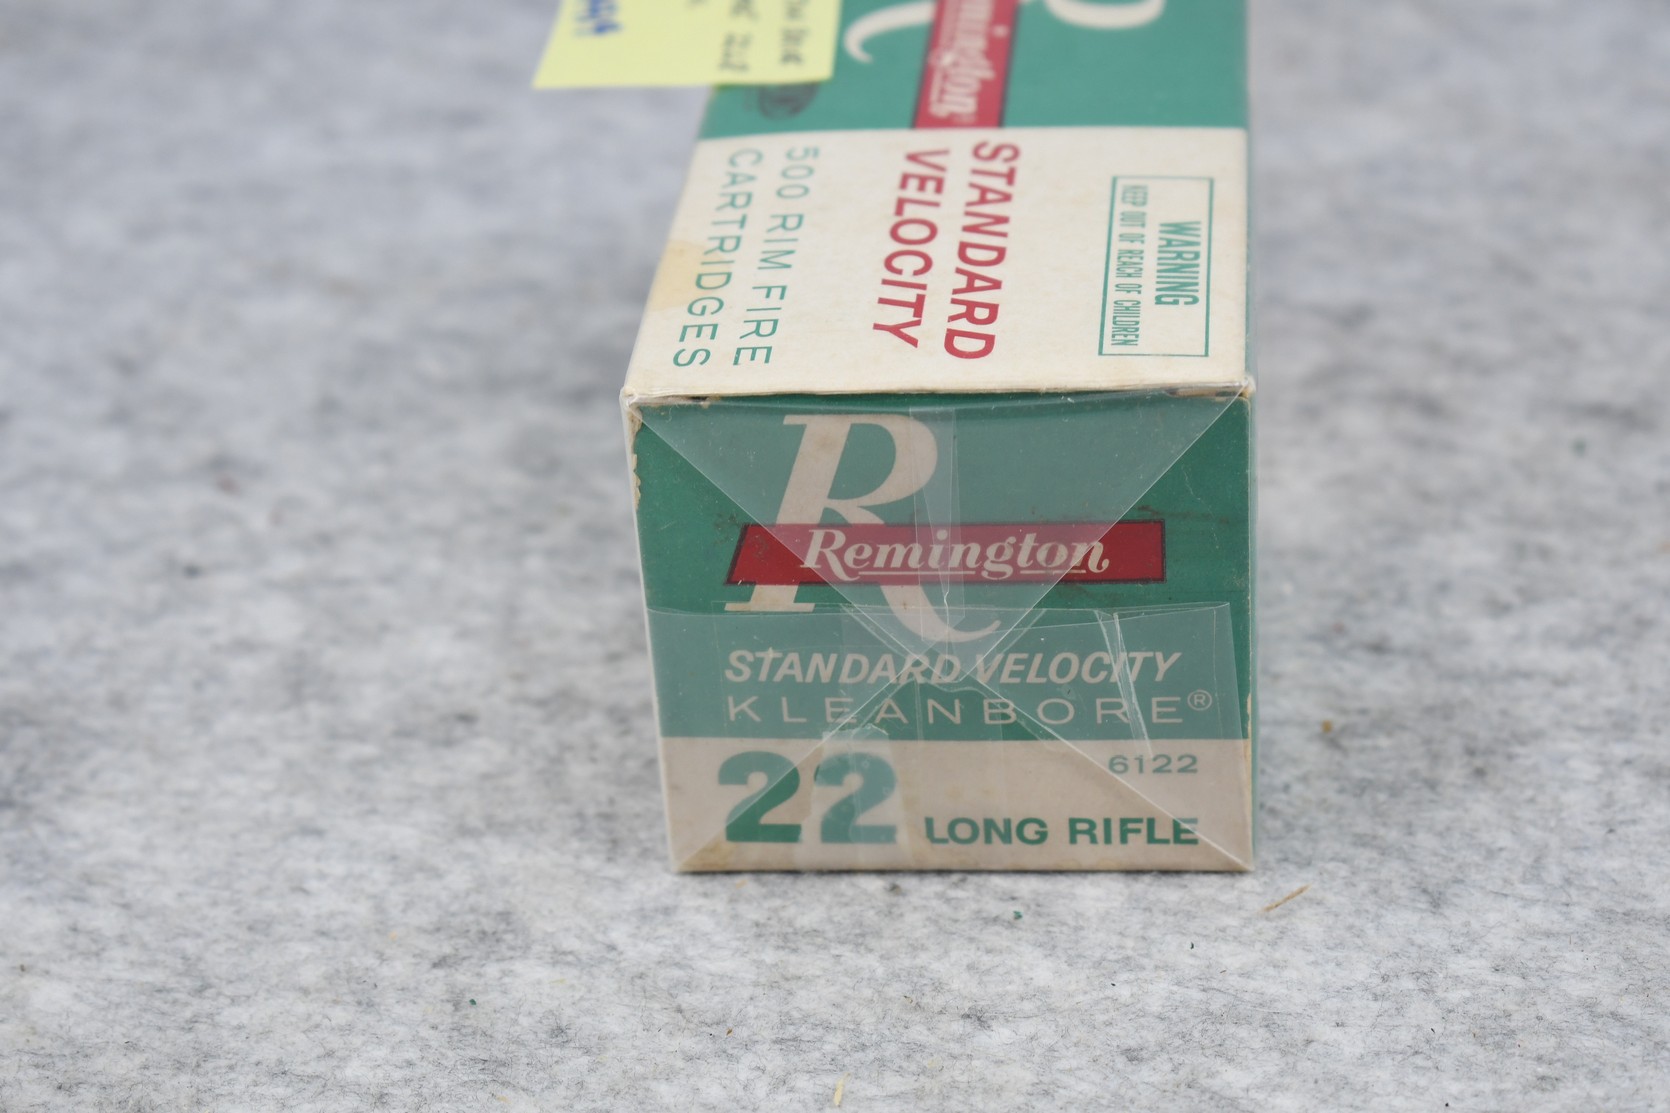 Remington®
STANDARD
VELOCITY
500 RIM FIRE
CARTRIDGES
WARNING
KEEP OUT OF REACH OF CHILDREN
R
Remington
STANDARD VELOCITY
KLEANBORE®
6122
22 LONG RIFLE